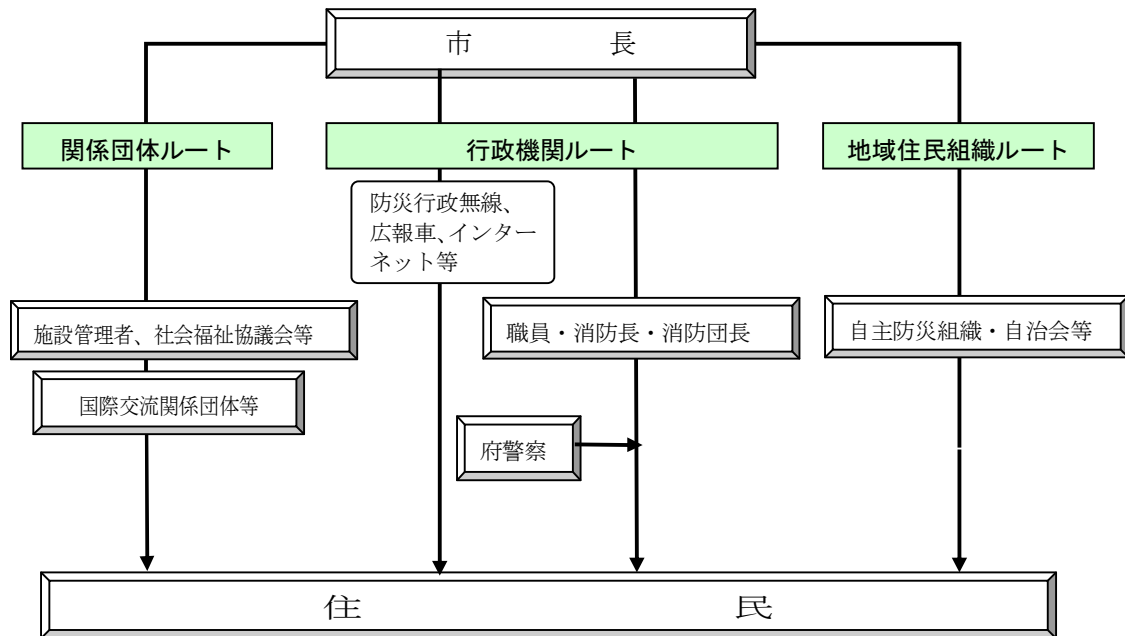 市長
関係団体ルート
行政機関ルート
地域住民組織ルート
防災行政無線、
広報車、インター
ネット等
施設管理者、社会福祉協議会等
職員・消防長・消防団長
自主防災組織・自治会等
国際交流関係団体等
府警察
住民